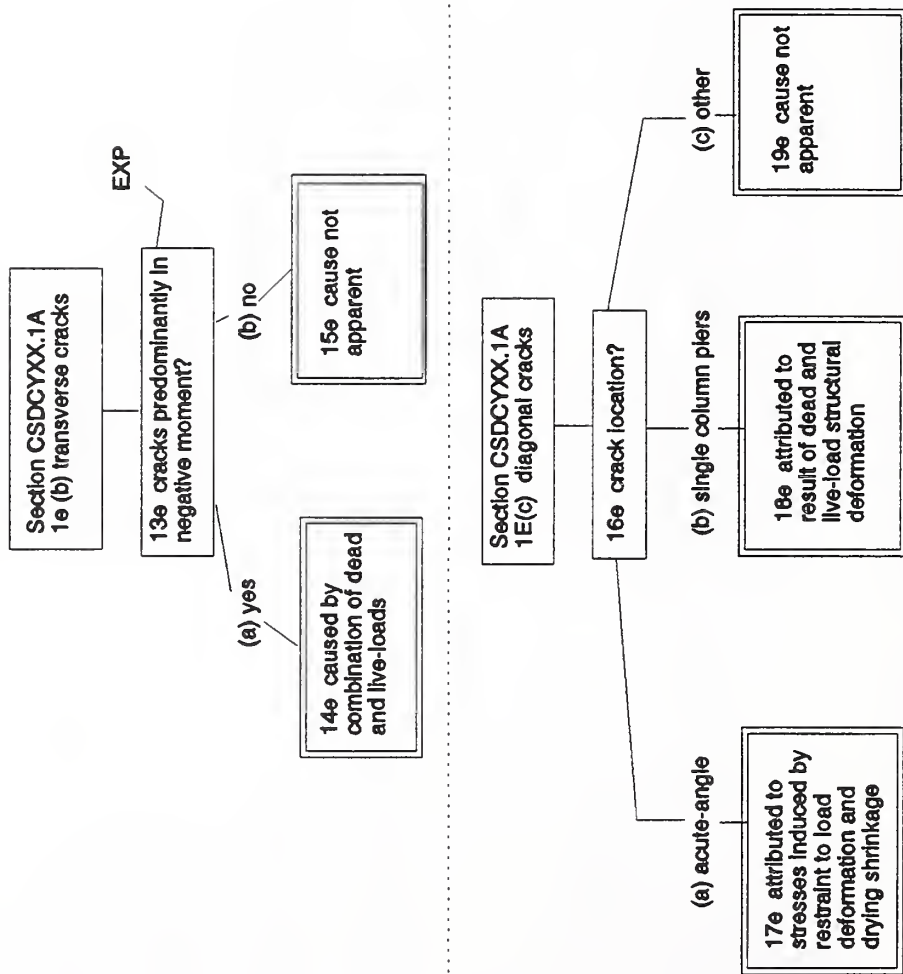 Section CSDCYXX.1A
1e (b) transverse cracks
EXP
13e cracks predominantly in
negative moment?
(a) yes
(b) no
14e caused by
combination of dead
and live-loads
15e cause not
apparent
Section CSDCYXX.1A
1E(c) diagonal cracks
16e crack location?
(a) acute-angle
(b) single column piers
(c) other
17e attributed to
stresses induced by
restraint to load
deformation and
drying shrinkage
18e attributed to
result of dead and
live-load structural
deformation
19e cause not
apparent